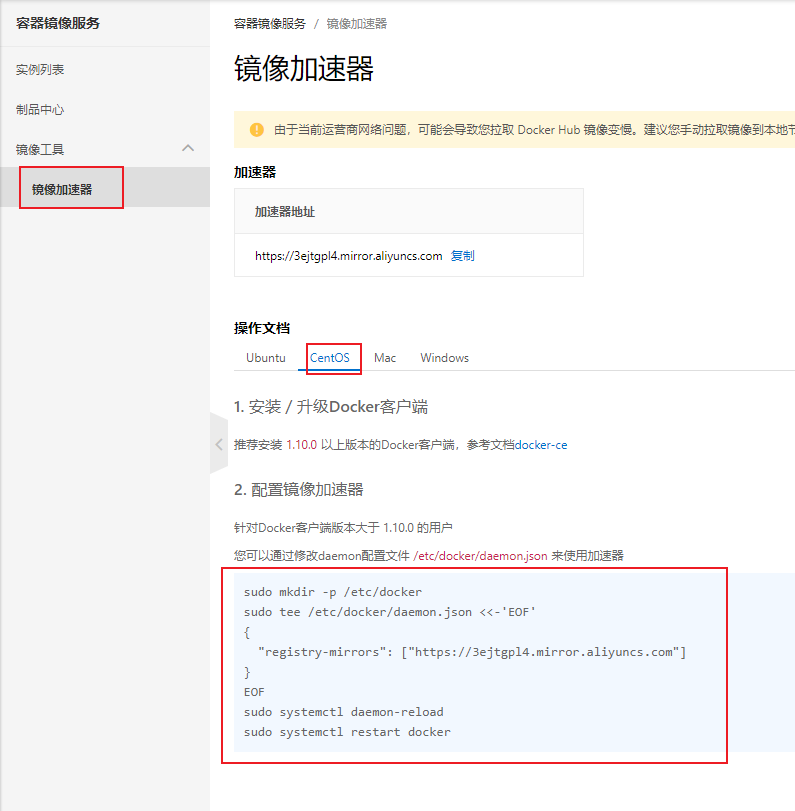 容器镜像服务
实例列表
制品中心
镜像工具
镜像加速器
容器镜像服务 / 镜像加速器
镜像加速器
由于当前运营商网络问题，可能会导致您拉取 Docker Hub 镜像变慢。建议您手动拉取镜像到本地节
加速器
加速器地址
https://3ejtgpl4.mirror.aliyuncs.com 复制
操作文档
Ubuntu CentOS Mac Windows
1. 安装 / 升级Docker客户端
推荐安装 1.10.0 以上版本的Docker客户端，参考文档docker-ce
2. 配置镜像加速器
针对Docker客户端版本大于 1.10.0 的用户
您可以通过修改daemon配置文件 /etc/docker/daemon.json 来使用加速器
sudo mkdir -p /etc/docker
sudo tee /etc/docker/daemon.json <<-'EOF'
{
  "registry-mirrors": ["https://3ejtgpl4.mirror.aliyuncs.com"]
}
EOF
sudo systemctl daemon-reload
sudo systemctl restart docker